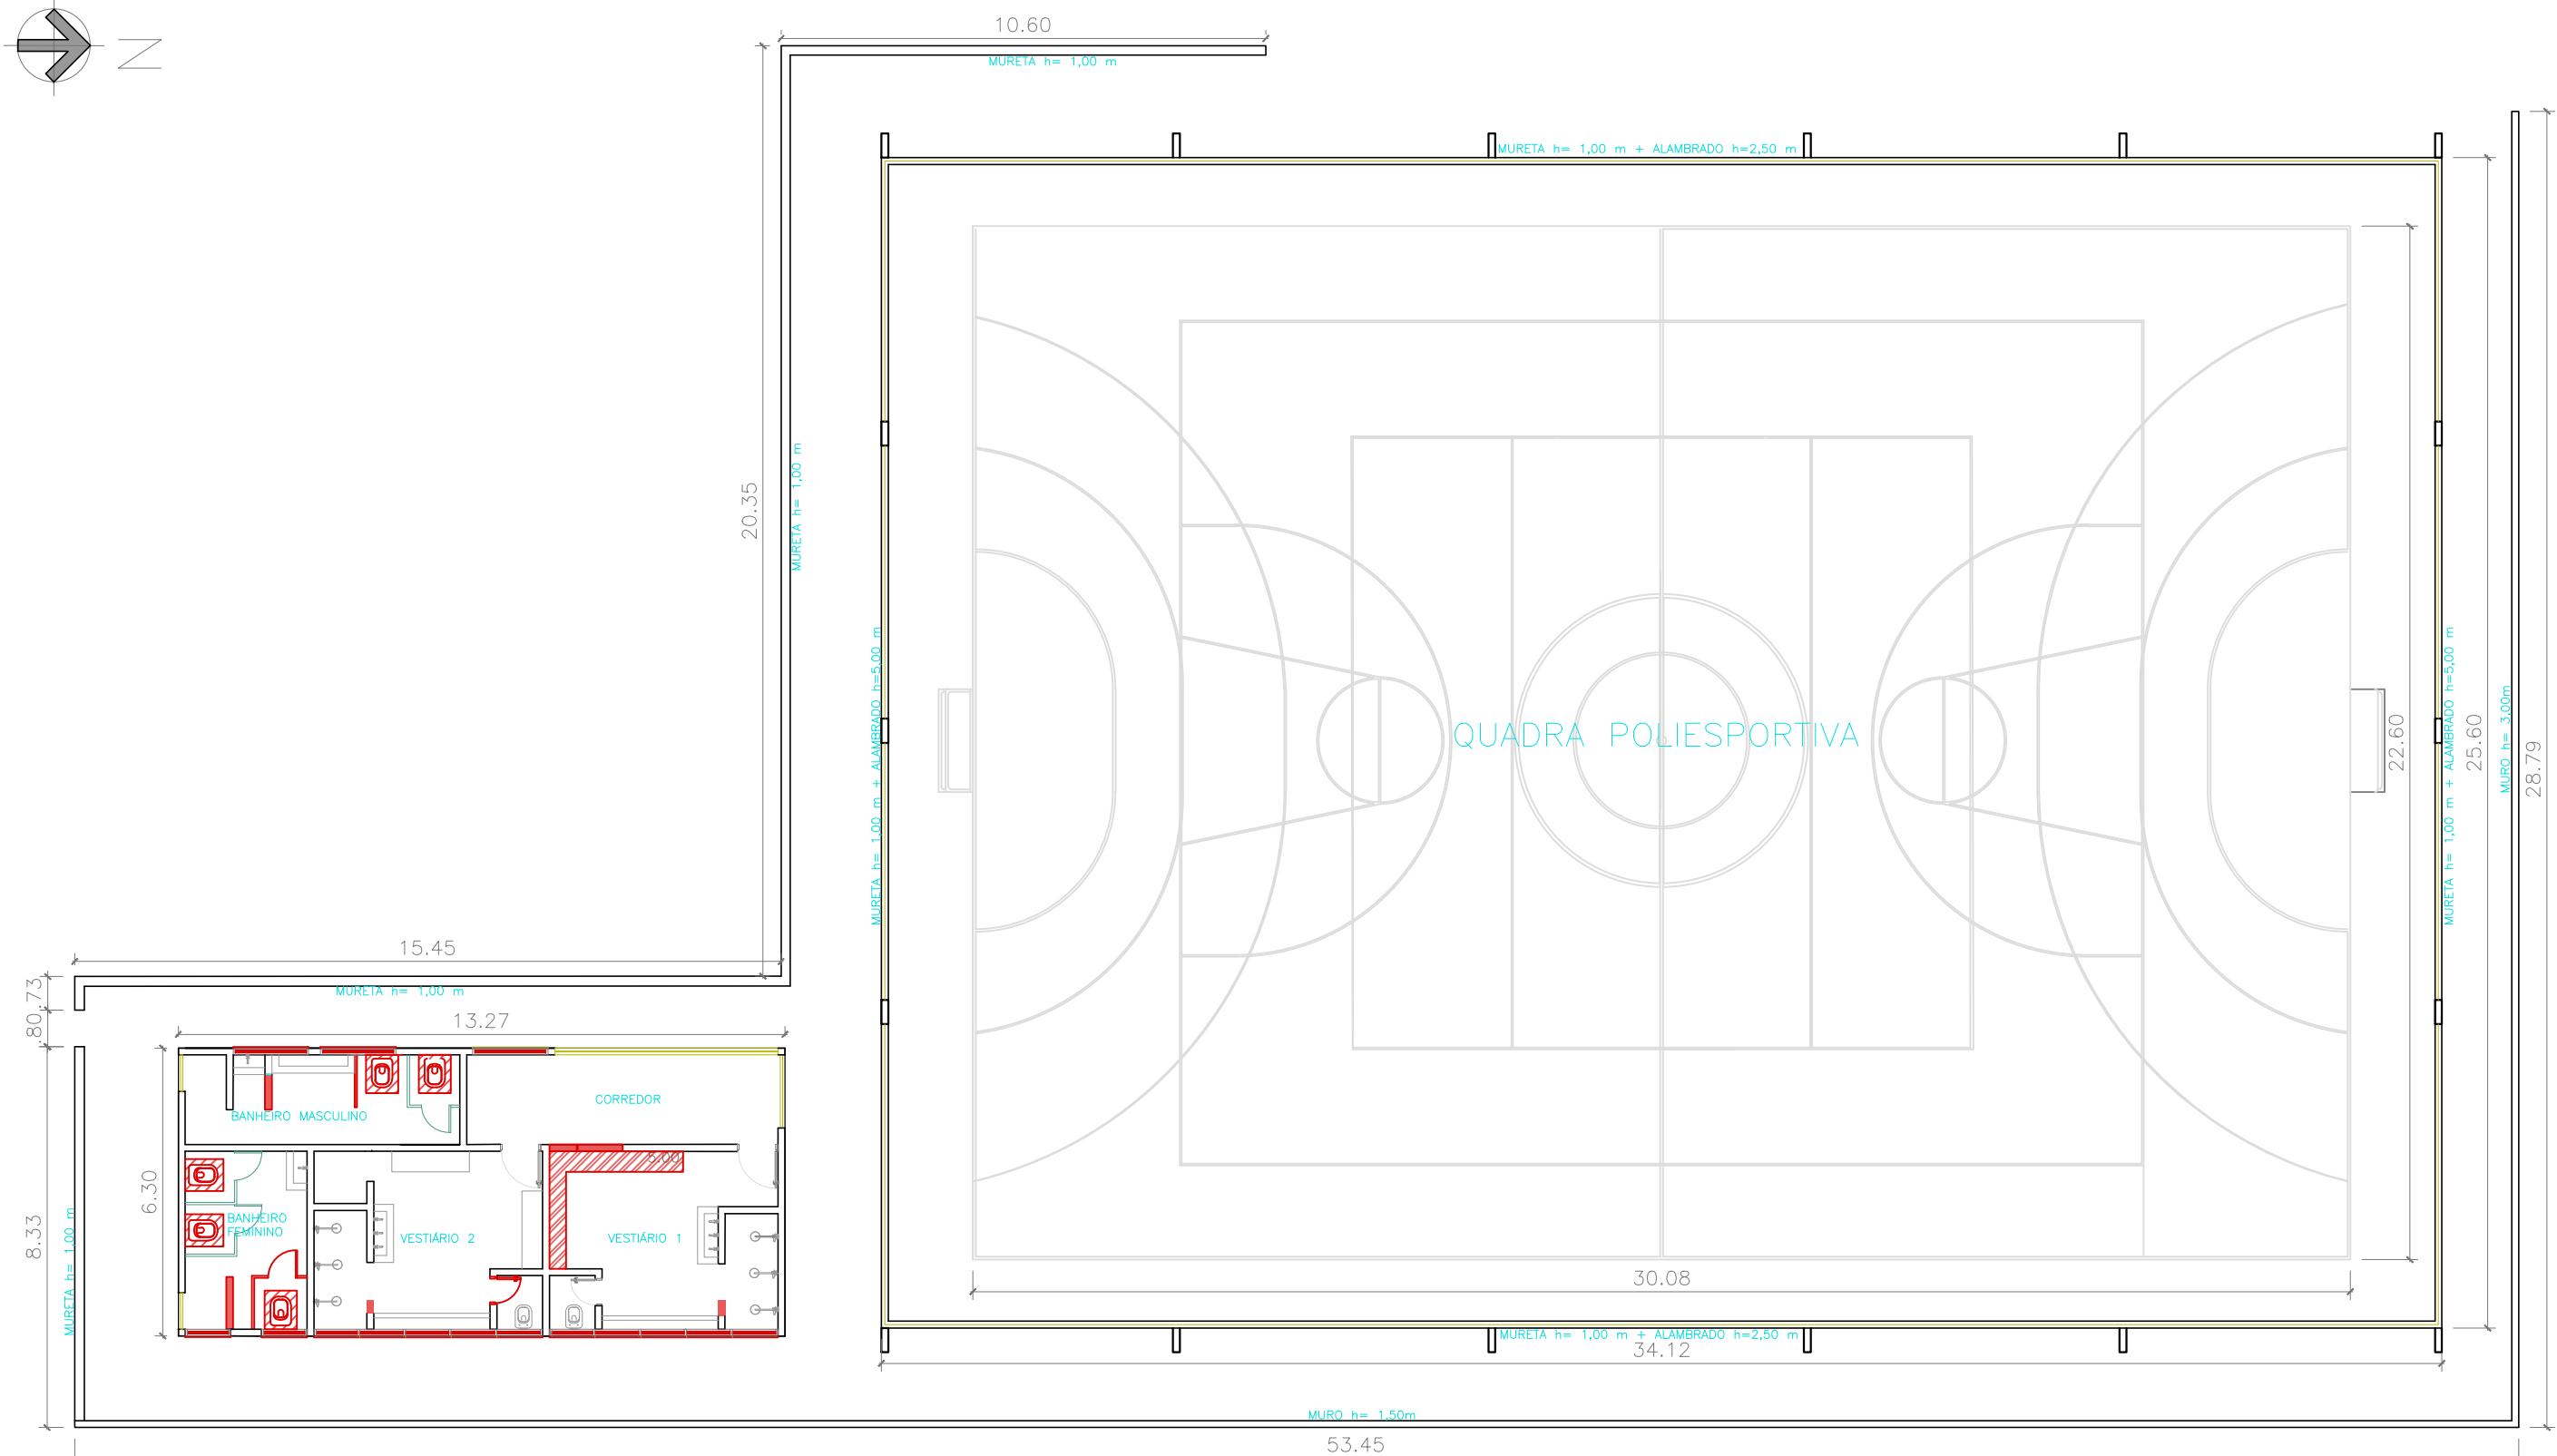 N
10.60
MURETA h= 1,00 m
MURETA h= 1,00 m + ALAMBRADO h=2,50 m
20.35
MURETA h= 1,00 m
MURETA h= 1,00 m + ALAMBRADO h=5,00 m
QUADRA POLIESPORTIVA
22.60
MURETA h= 1,00 m + ALAMBRADO h=5,00 m
25.60
MURO h= 3,00m
28.79
15.45
MURETA h= 1,00 m
.73
.80
13.27
CORREDOR
BANHEIRO MASCULINO
5.00
6.30
BANHEIRO
FEMININO
VESTIÁRIO 2
VESTIÁRIO 1
8.33
MURETA h= 1,00 m
30.08
MURETA h= 1,00 m + ALAMBRADO h=2,50 m
34.12
MURO h= 1,50m
53.45